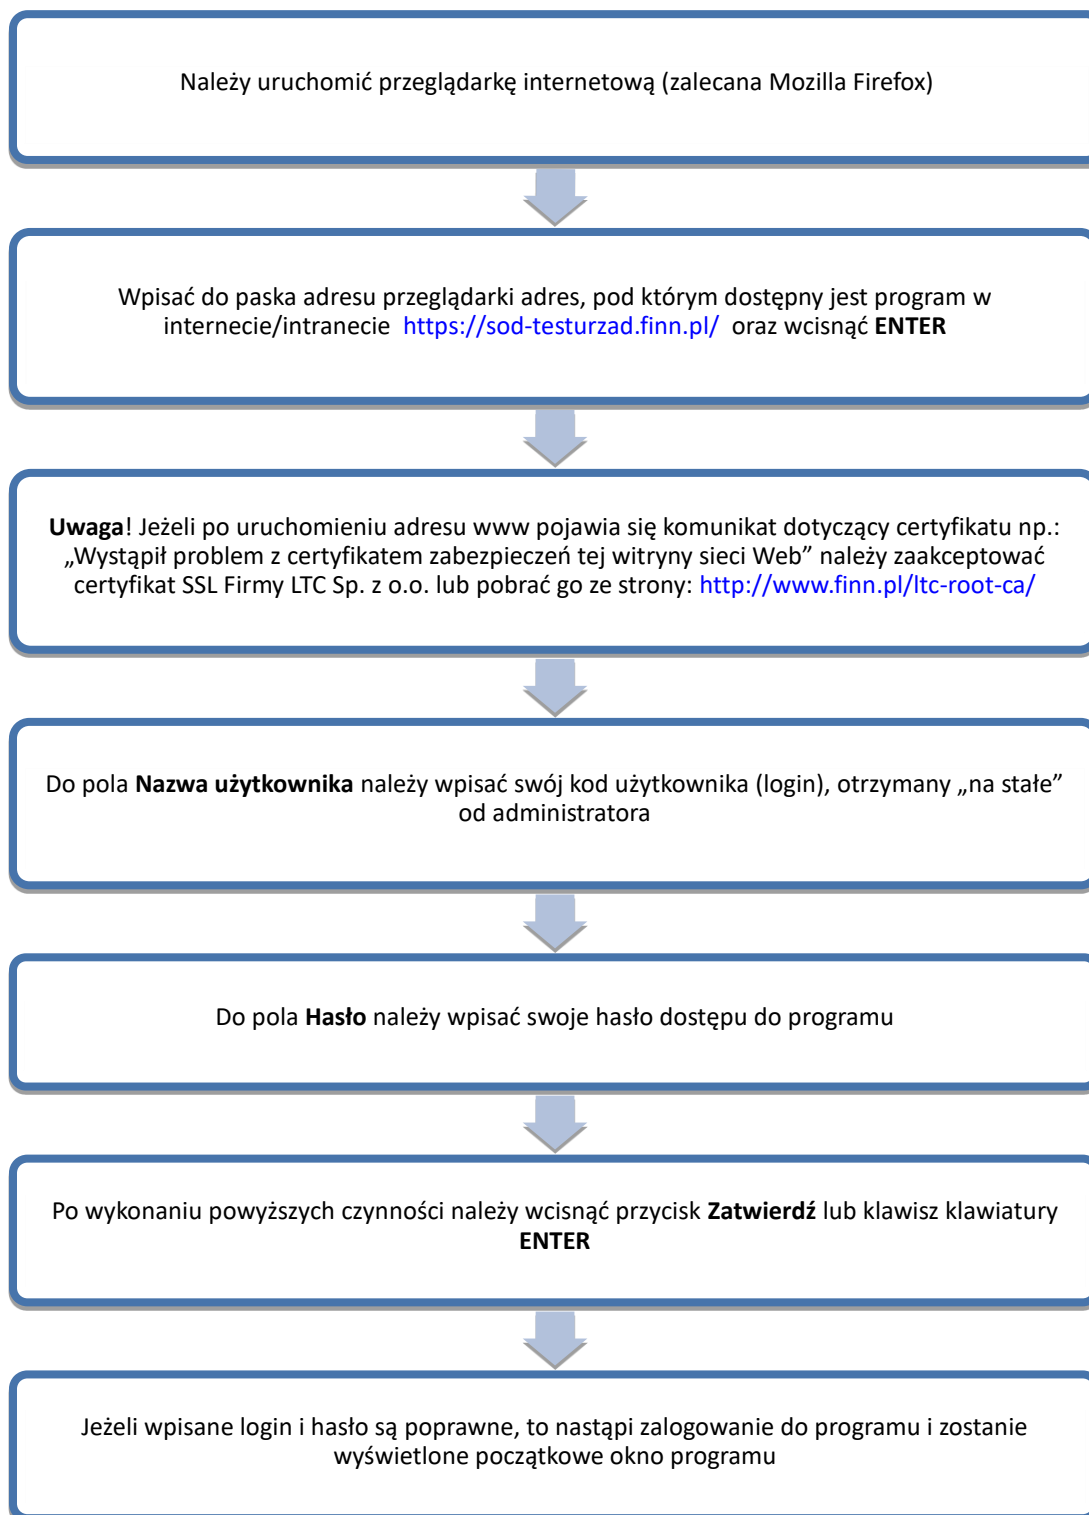 Należy uruchomić przeglądarkę internetową (zalecana Mozilla Firefox)
Wpisać do paska adresu przeglądarki adres, pod którym dostępny jest program w
internecie/intranecie https://sod-testurzad.finn.pl/ oraz wcisnąć ENTER
Uwaga! Jeżeli po uruchomieniu adresu www pojawia się komunikat dotyczący certyfikatu np.:
„Wystąpił problem z certyfikatem zabezpieczeń tej witryny sieci Web” należy zaakceptować
certyfikat SSL Firmy LTC Sp. z o.o. lub pobrać go ze strony: http://www.finn.pl/ltc-root-ca/
Do pola Nazwa użytkownika należy wpisać swój kod użytkownika (login), otrzymany „na stałe”
od administratora
Do pola Hasło należy wpisać swoje hasło dostępu do programu
Po wykonaniu powyższych czynności należy wcisnąć przycisk Zatwierdź lub klawisz klawiatury
ENTER
Jeżeli wpisane login i hasło są poprawne, to nastąpi zalogowanie do programu i zostanie
wyświetlone początkowe okno programu